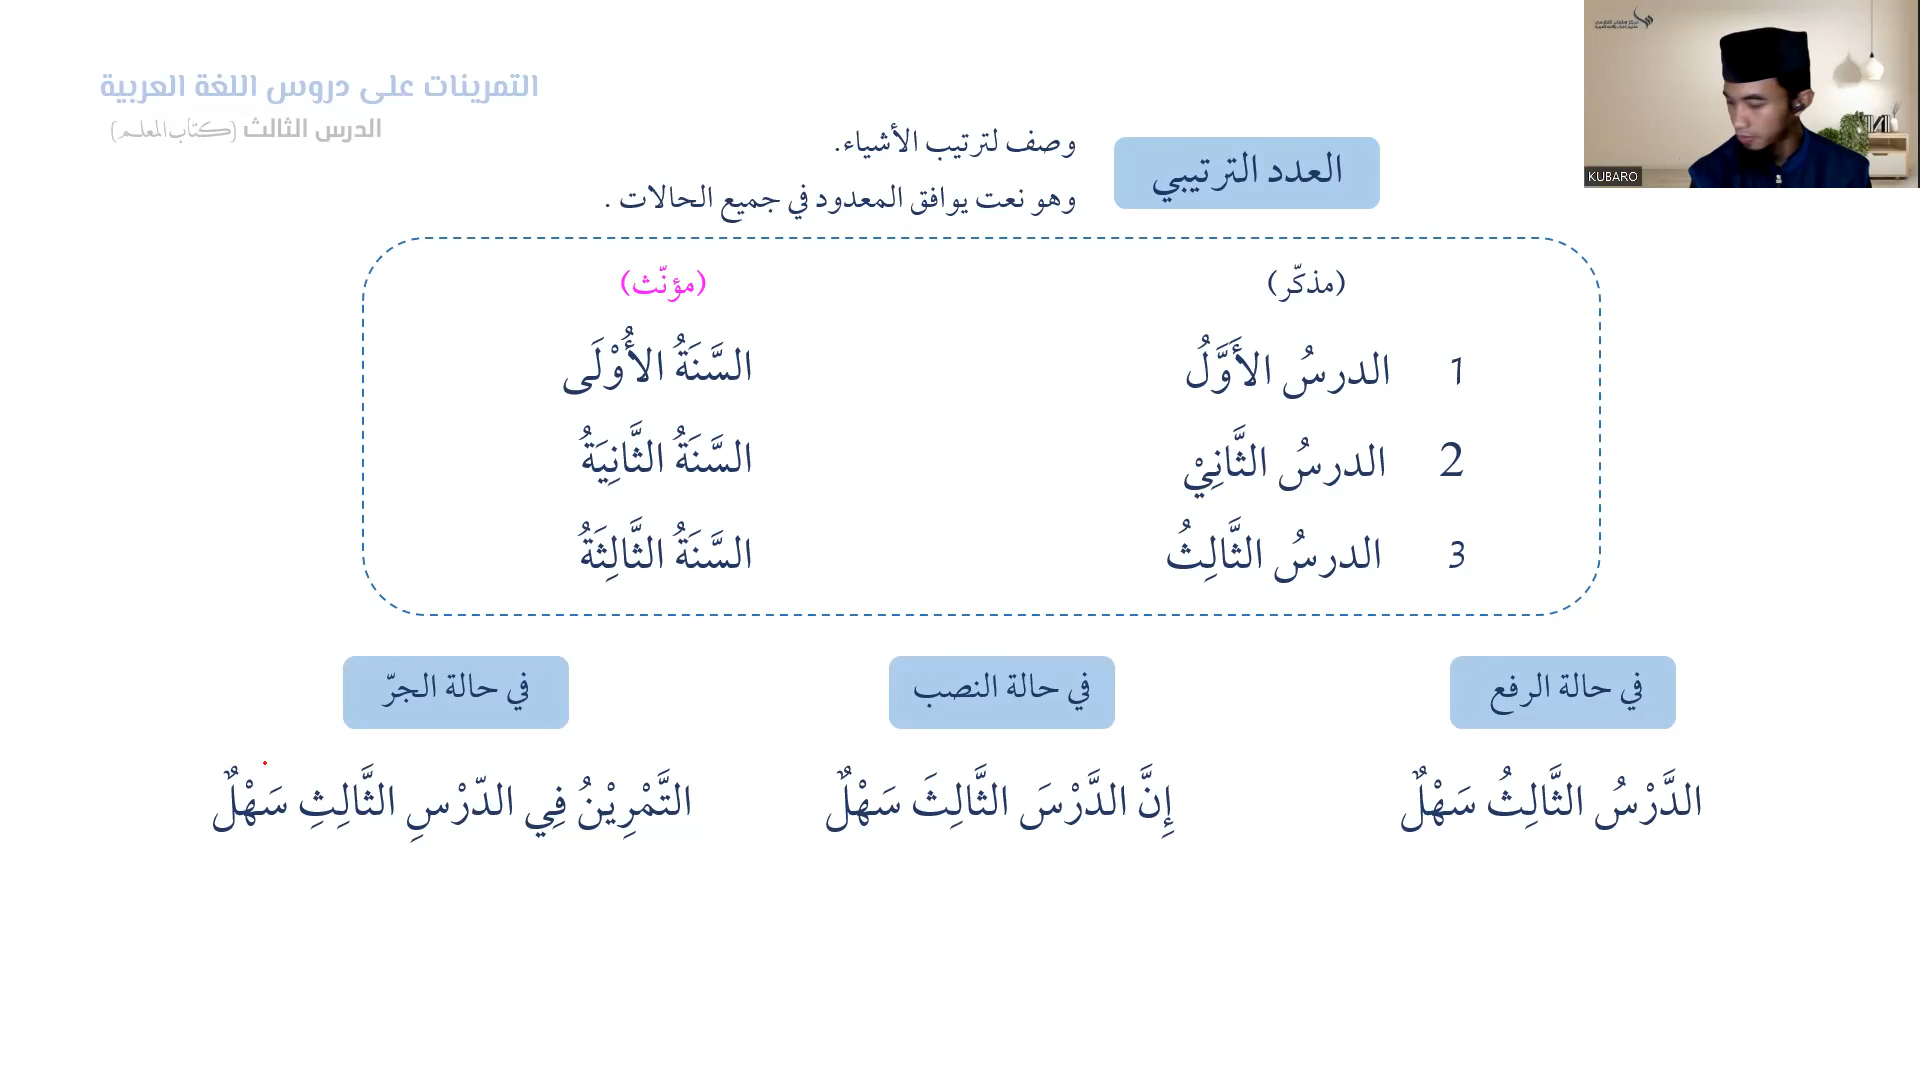 التمرينات على دروس اللغة العربية
الدرس الثالث (كتاب المعلم)
العدد الترتيبي
وصف لترتيب الأشياء.
وهو نعت يوافق المعدود في جميع الحالات .
(مذكّر) (مؤنّث)
1 الدرسُ الأَوَّلُ السَّنَةُ الأُوْلَى
2 الدرسُ الثَّانِيْ السَّنَةُ الثَّانِيَةُ
3 الدرسُ الثَّالِثُ السَّنَةُ الثَّالِثَةُ
في حالة الرفع في حالة النصب في حالة الجرّ
الدَّرْسُ الثَّالِثُ سَهْلٌ إِنَّ الدَّرْسَ الثَّالِثَ سَهْلٌ التَّمْرِيْنُ فِي الدّرْسِ الثَّالِثِ سَهْلٌ
KUBARO